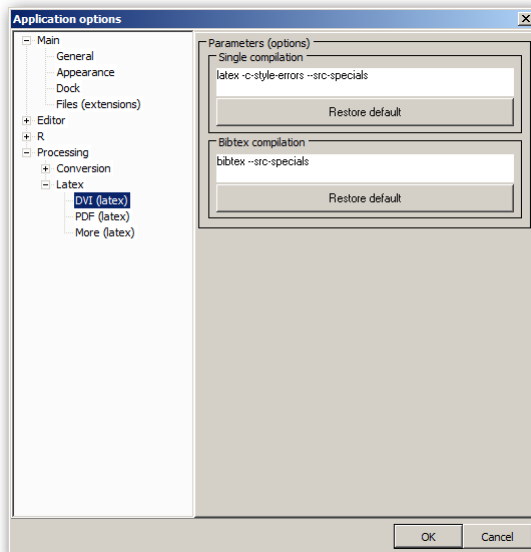 Application options
Main
General
Appearance
Dock
Files (extensions)
Editor
R
Processing
Conversion
Latex
DVI (latex)
PDF (latex)
More (latex)
Parameters (options)
Single compilation
latex -c-style-errors --src-specials
Restore default
Bibtex compilation
bibtex --src-specials
Restore default
OK
Cancel